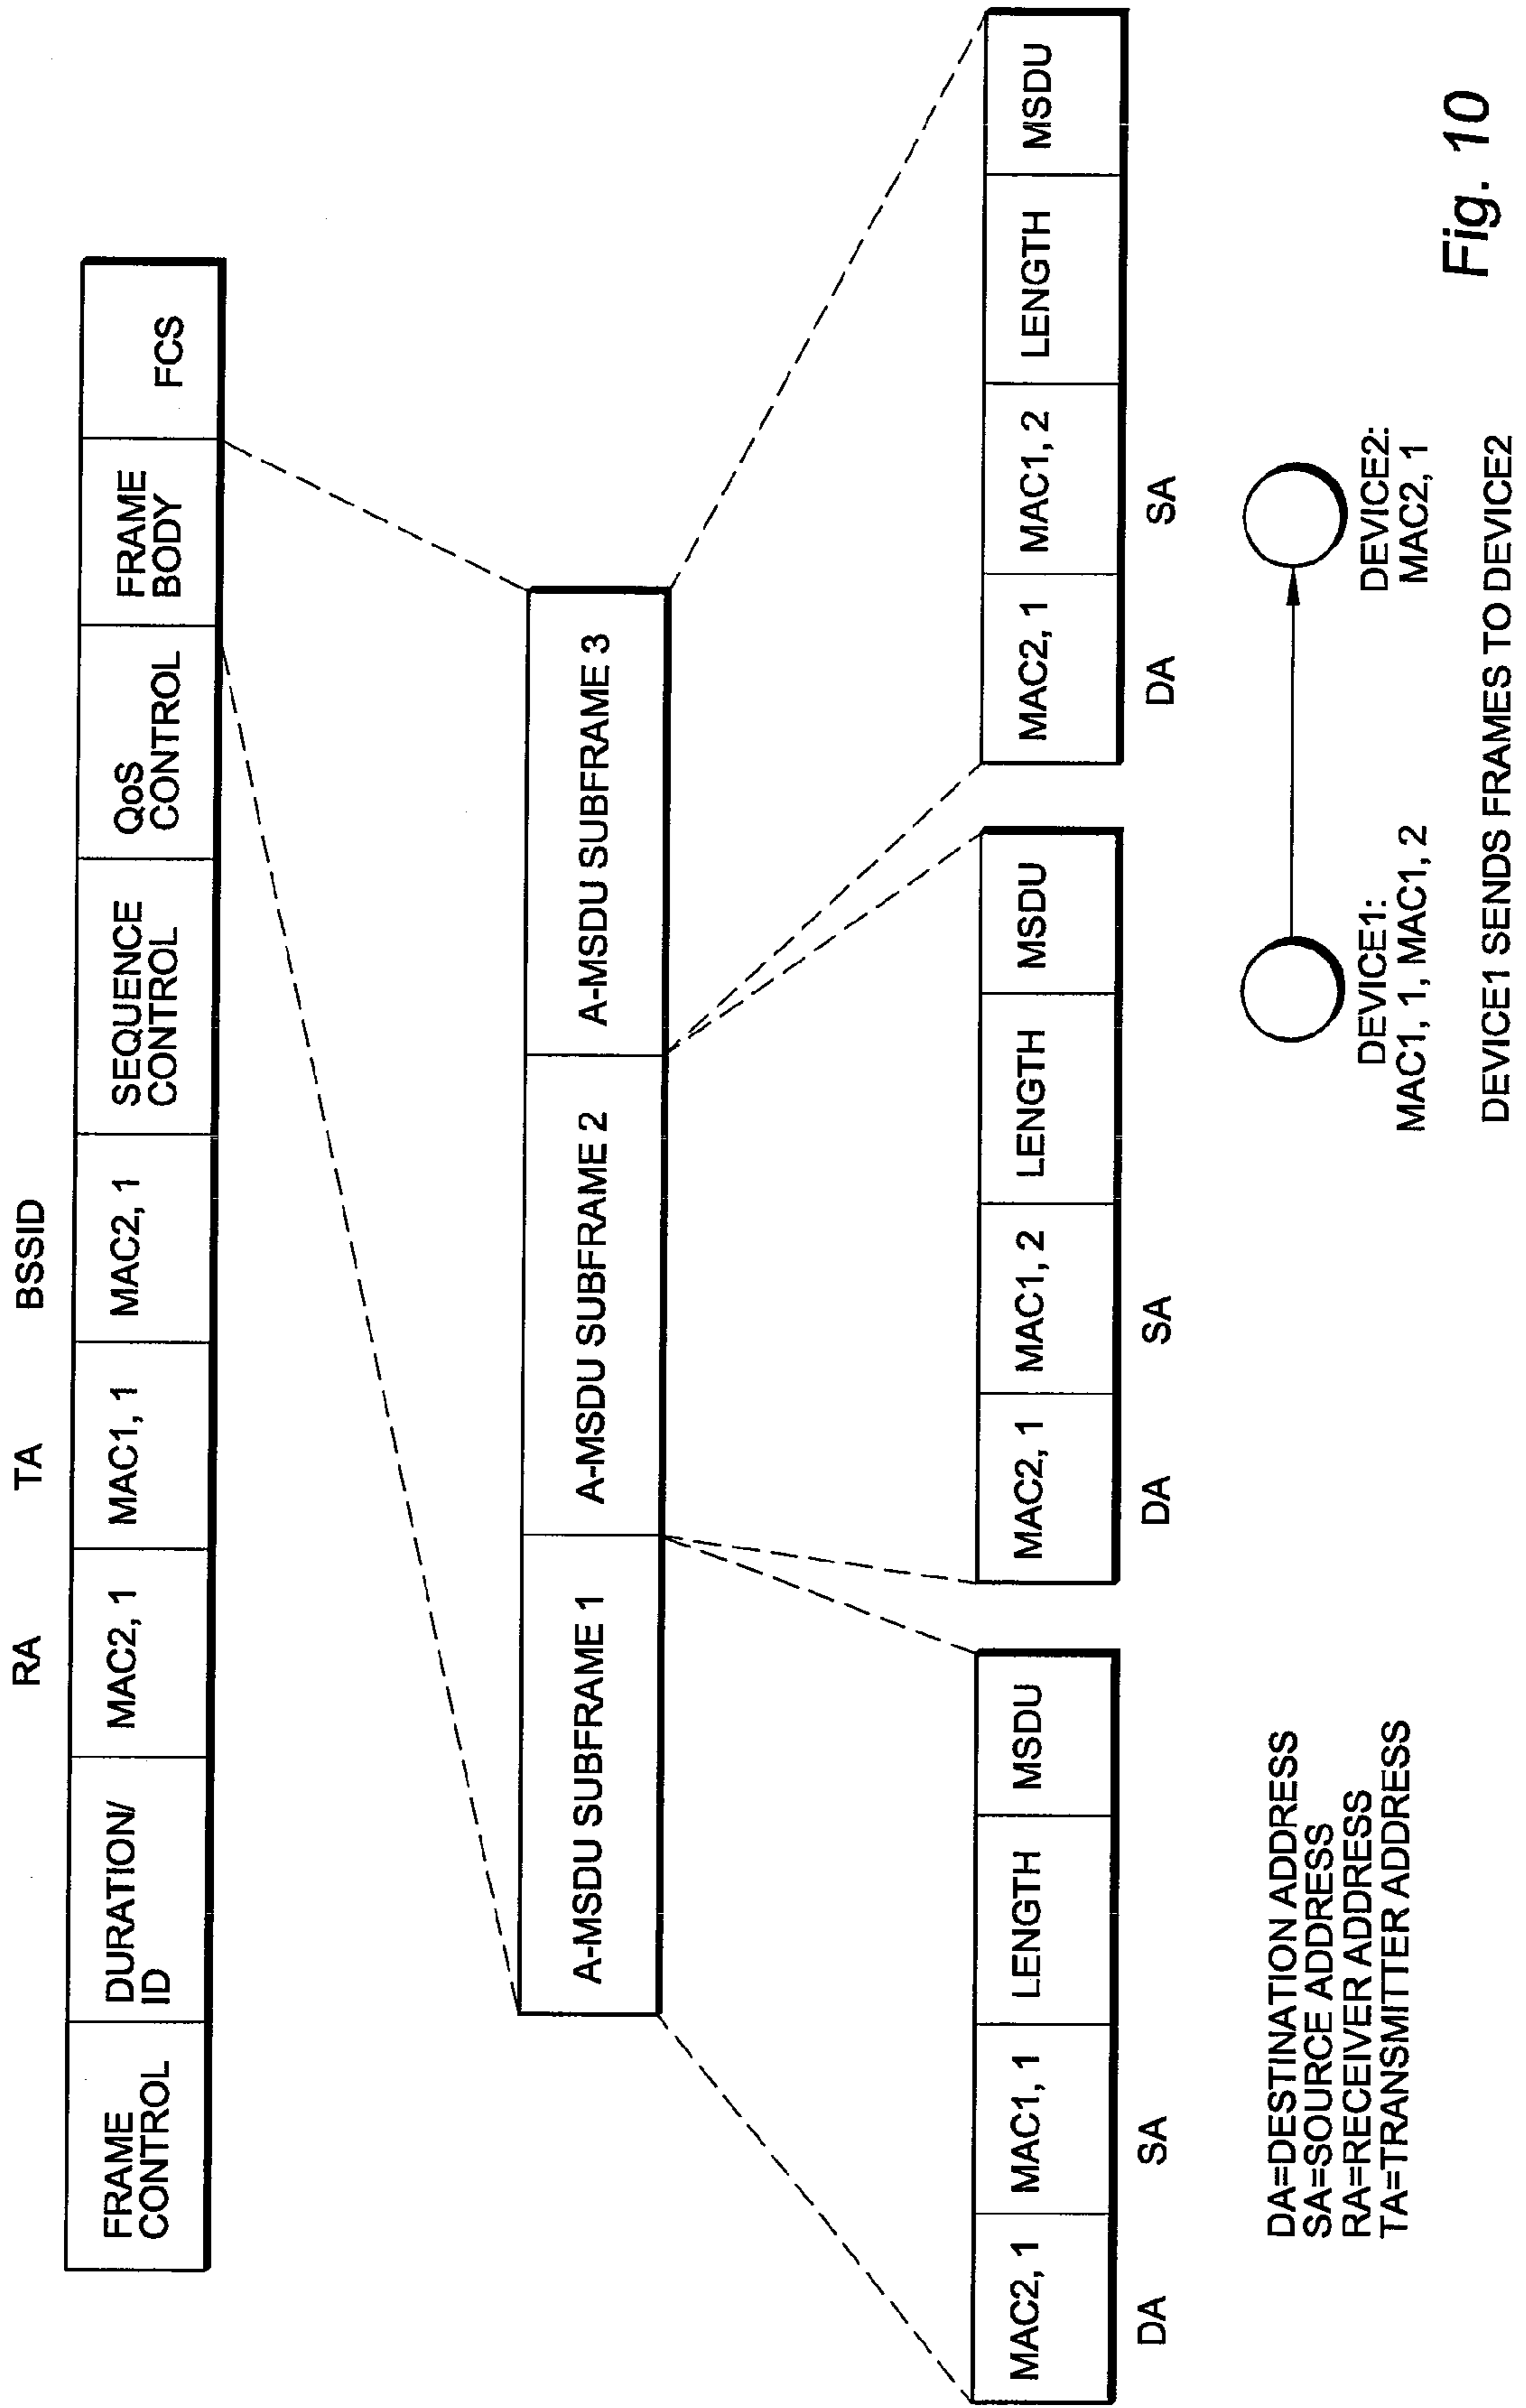 RA TA BSSID
FRAME CONTROL
DURATION/ ID
MAC2, 1
MAC1, 1
MAC2, 1
SEQUENCE CONTROL
QoS CONTROL
FRAME BODY
FCS
A-MSDU SUBFRAME 1
A-MSDU SUBFRAME 2
A-MSDU SUBFRAME 3
MAC2, 1
MAC1, 1
LENGTH
MSDU
DA SA
MAC2, 1
MAC1, 2
LENGTH
MSDU
DA SA
MAC2, 1
MAC1, 2
LENGTH
MSDU
DA SA
DA=DESTINATION ADDRESS
SA=SOURCE ADDRESS
RA=RECEIVER ADDRESS
TA=TRANSMITTER ADDRESS
DEVICE1:
MAC1, 1, MAC1, 2
DEVICE2:
MAC2, 1
DEVICE1 SENDS FRAMES TO DEVICE2
Fig. 10